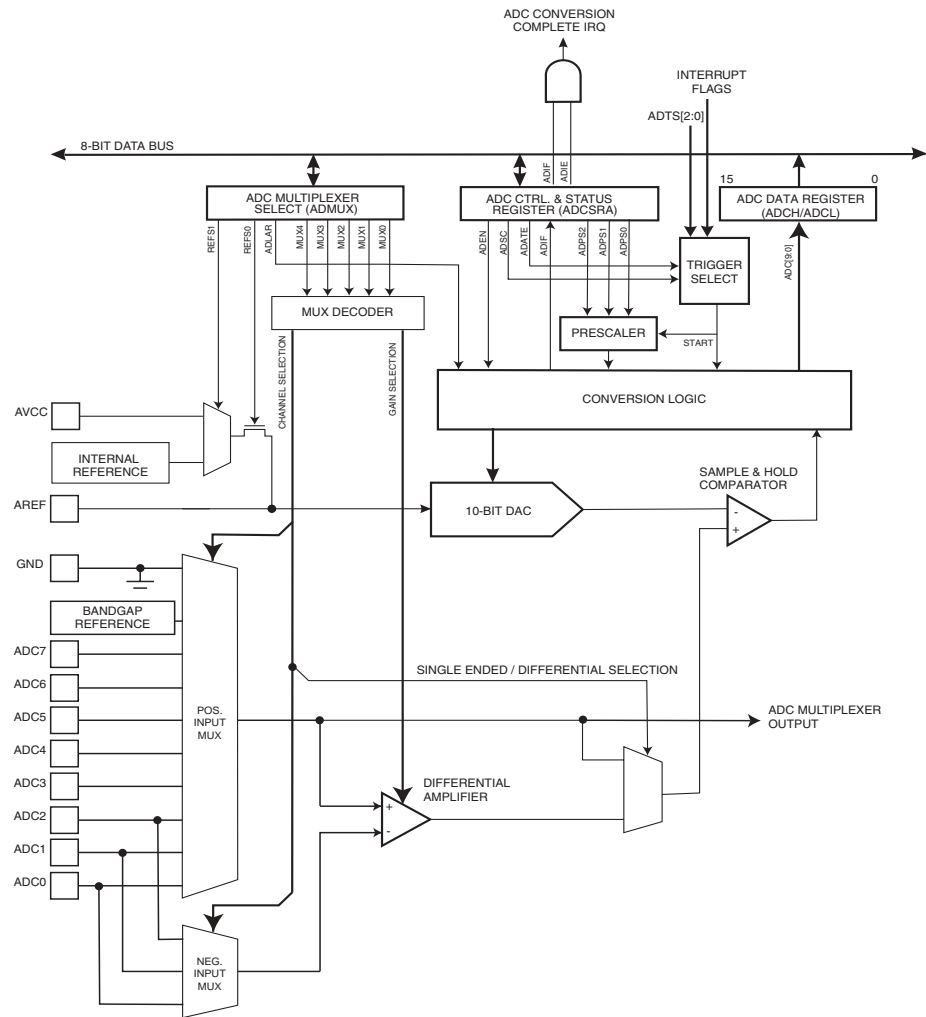 ADC CONVERSION
COMPLETE IRQ
INTERRUPT
FLAGS
ADTS[2:0]
8-BIT DATA BUS
ADIF
ADIE
15
0
ADC MULTIPLEXER
SELECT (ADMUX)
ADC CTRL. & STATUS
REGISTER (ADCSRA)
ADC DATA REGISTER
(ADCH/ADCL)
REFS1
REFS0
ADLAR
MUX4
MUX3
MUX2
MUX1
MUX0
ADEN
ADSC
ADATE
ADIF
ADPS2
ADPS1
ADPS0
ADC[9:0]
TRIGGER
SELECT
MUX DECODER
PRESCALER
START
CHANNEL SELECTION
GAIN SELECTION
CONVERSION LOGIC
AVCC
INTERNAL
REFERENCE
SAMPLE & HOLD
COMPARATOR
AREF
10-BIT DAC
-
+
GND
BANDGAP
REFERENCE
ADC7
SINGLE ENDED / DIFFERENTIAL SELECTION
ADC6
ADC5
POS.
INPUT
MUX
ADC MULTIPLEXER
OUTPUT
ADC4
ADC3
DIFFERENTIAL
AMPLIFIER
ADC2
+
-
ADC1
ADC0
NEG.
INPUT
MUX